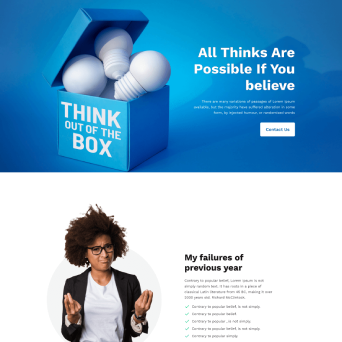 THINK
OUT OF THE
BOX
All Thinks Are
Possible If You
believe
There are many variations of passages of Lorem Ipsum
available, but the majority have suffered alteration in some
form, by injected humour, or randomised words
Contact Us
My failures of
previous year
Contrary to popular belief, Lorem Ipsum is not
simply random text. It has roots in a piece of
classical Latin literature from 45 BC, making it over
2000 years old. Richard McClintock
Contrary to popular belief, is not simply
Contrary to popular belief.
Contrary to popular , is not simply
Contrary to popular belief, is not simply
Contrary to popular belief, simply